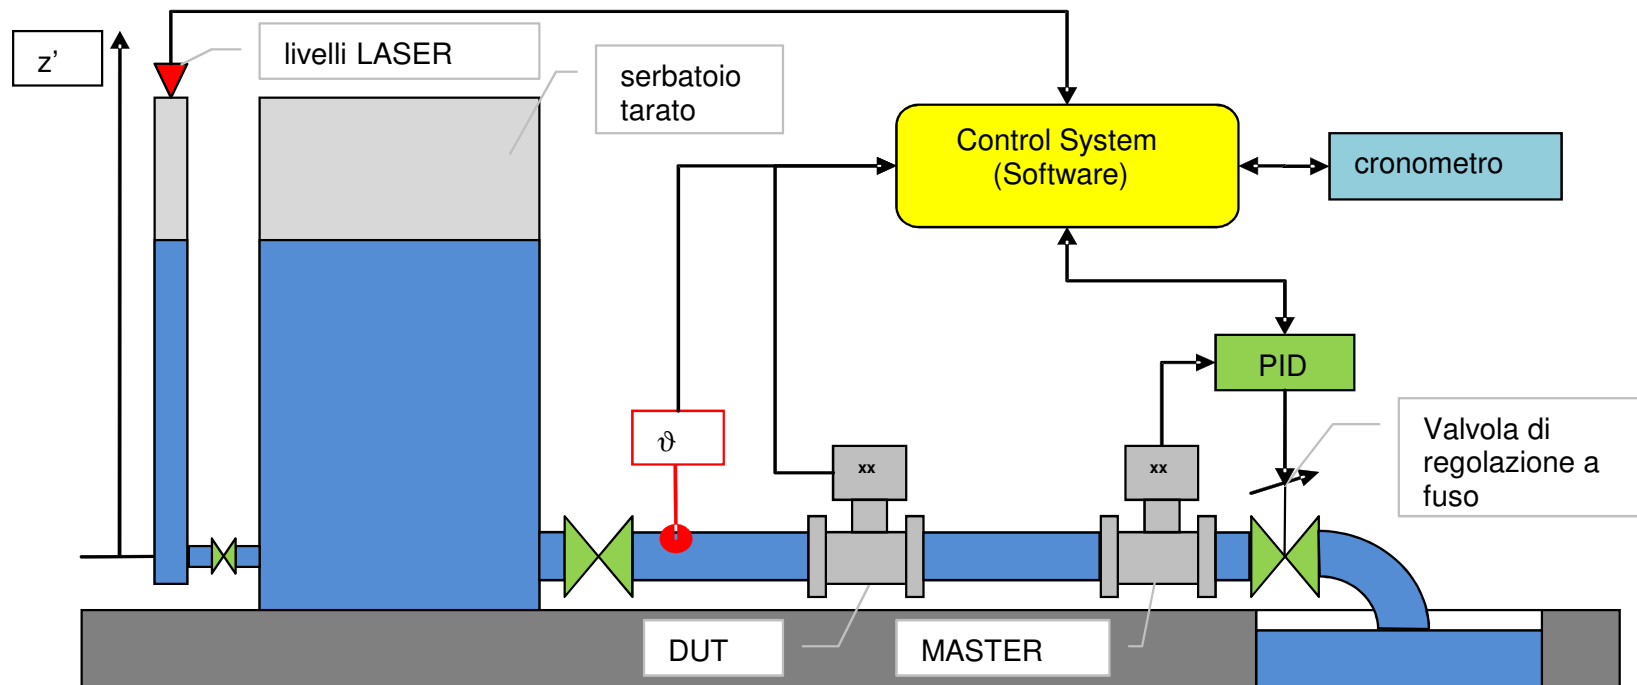 z’
livelli LASER
serbatoio
tarato
Control System
(Software)
cronometro
PID
ϑ
xx
xx
Valvola di
regolazione a
fuso
DUT
MASTER